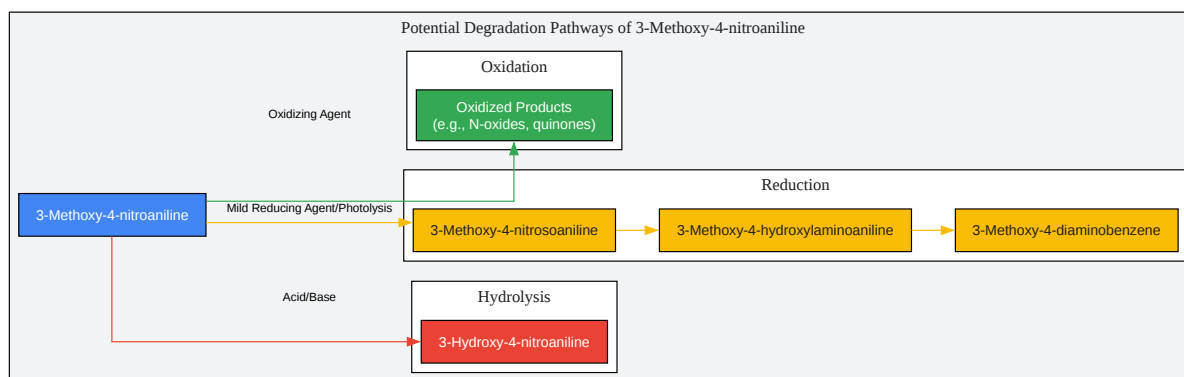 Potential Degradation Pathways of 3-Methoxy-4-nitroaniline
Oxidation
Oxidizing Agent
Oxidized Products
(e.g., N-oxides, quinones)
Reduction
3-Methoxy-4-nitroaniline
Mild Reducing Agent/Photolysis
3-Methoxy-4-nitrosoaniline
3-Methoxy-4-hydroxylaminoaniline
3-Methoxy-4-diaminobenzene
Acid/Base
Hydrolysis
3-Hydroxy-4-nitroaniline